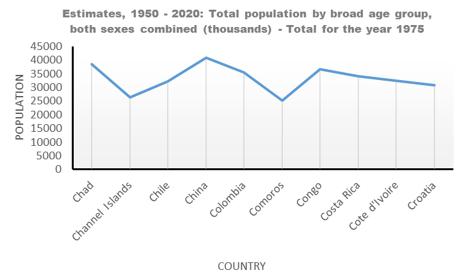 Estimates, 1950 - 2020: Total population by broad age group,
both sexes combined (thousands) - Total for the year 1975
POPULATION
45000
40000
35000
30000
25000
20000
15000
10000
5000
0
Chad
Channel Islands
Chile
China
Colombia
Comoros
Congo
Costa Rica
Cote d'Ivoire
Croatia
COUNTRY